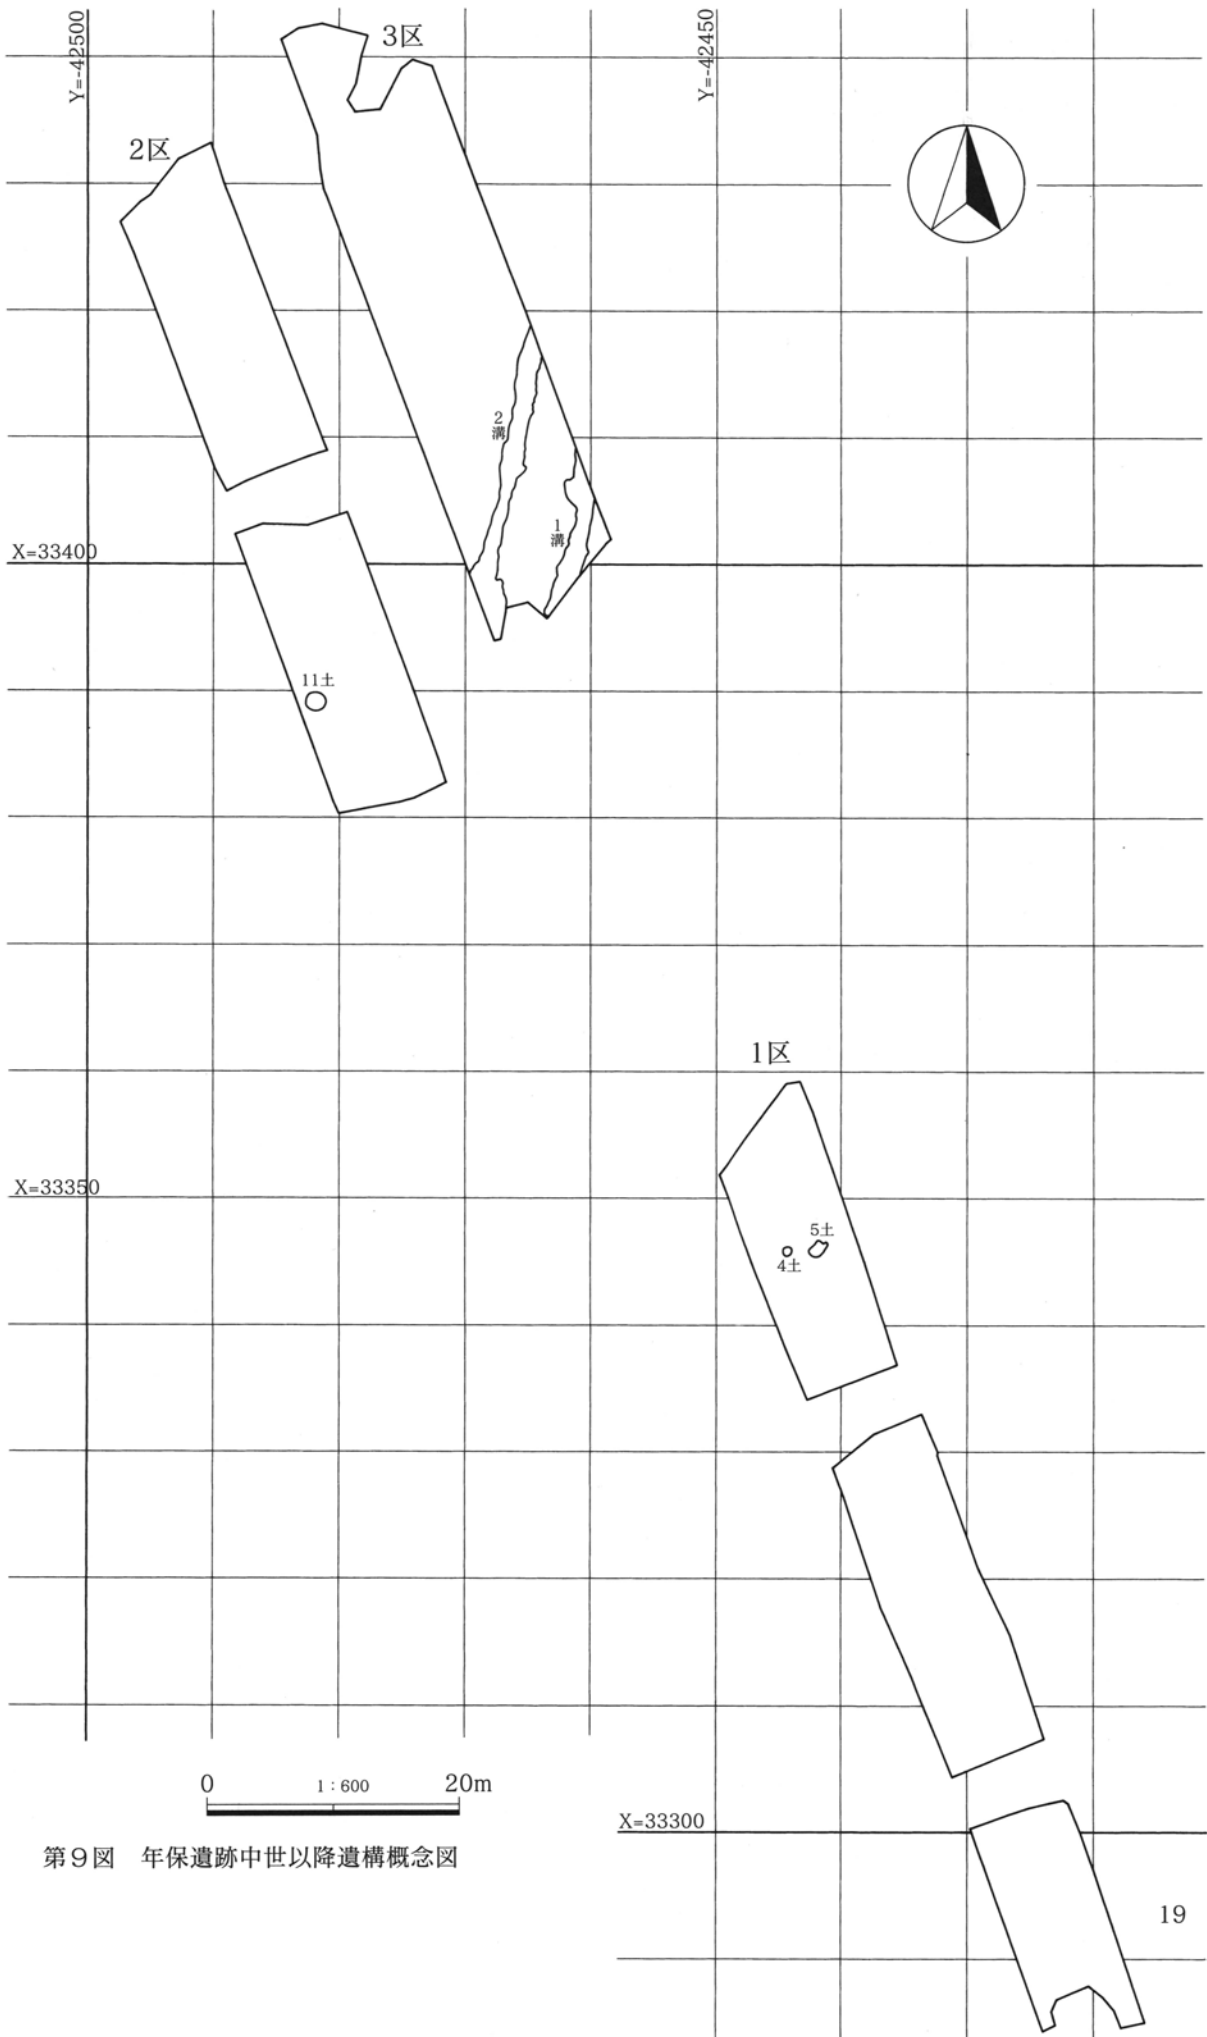 Y=-42500
Y=-42450
3区
2区
2溝
1溝
X=33400
11土
1区
X=33350
5土
4土
0 1：600 20m
X=33300
第９図　年保遺跡中世以降遺構概念図
19